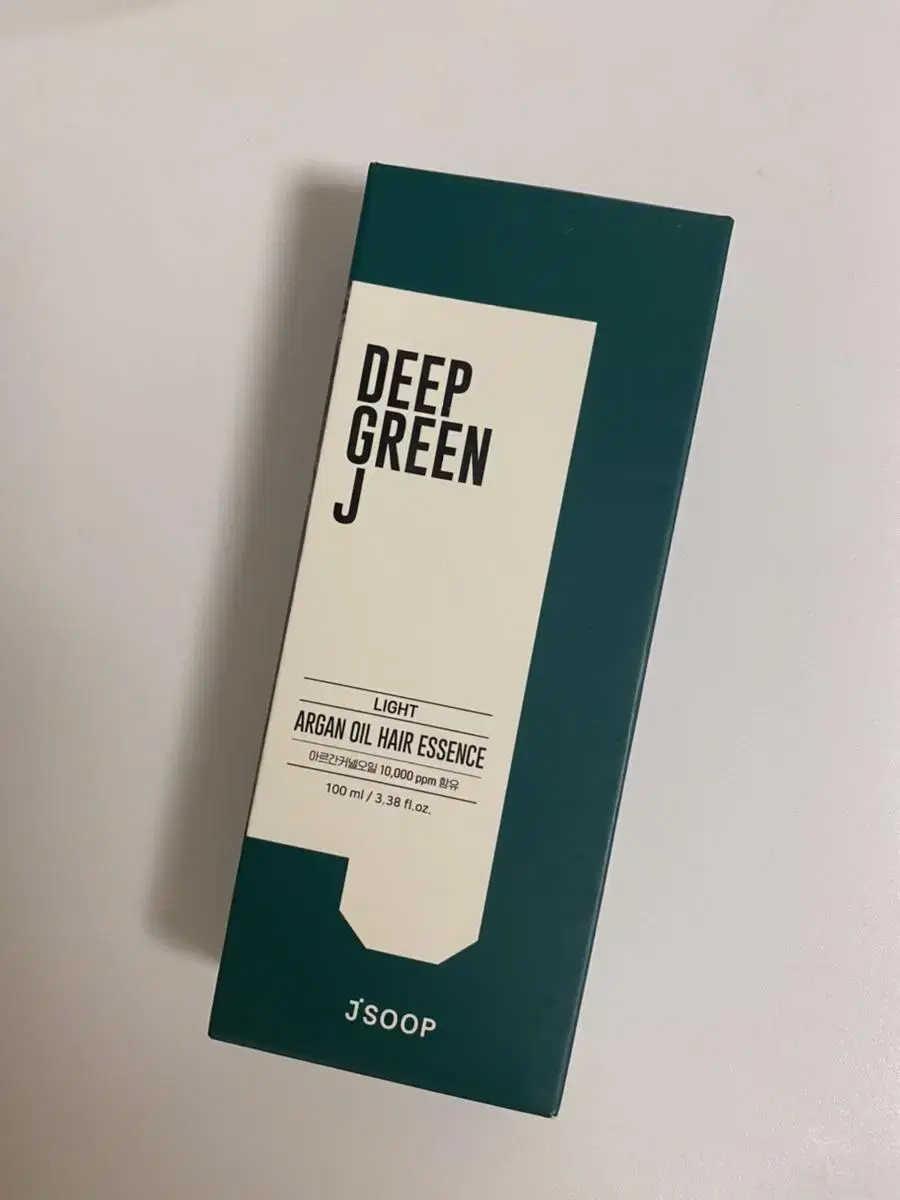 DEEP
GREEN
J
LIGHT
ARGAN OIL HAIR ESSENCE
아르간커넬오일 10,000 ppm 함유
100 ml / 3.38 fl.oz.
JSOOP